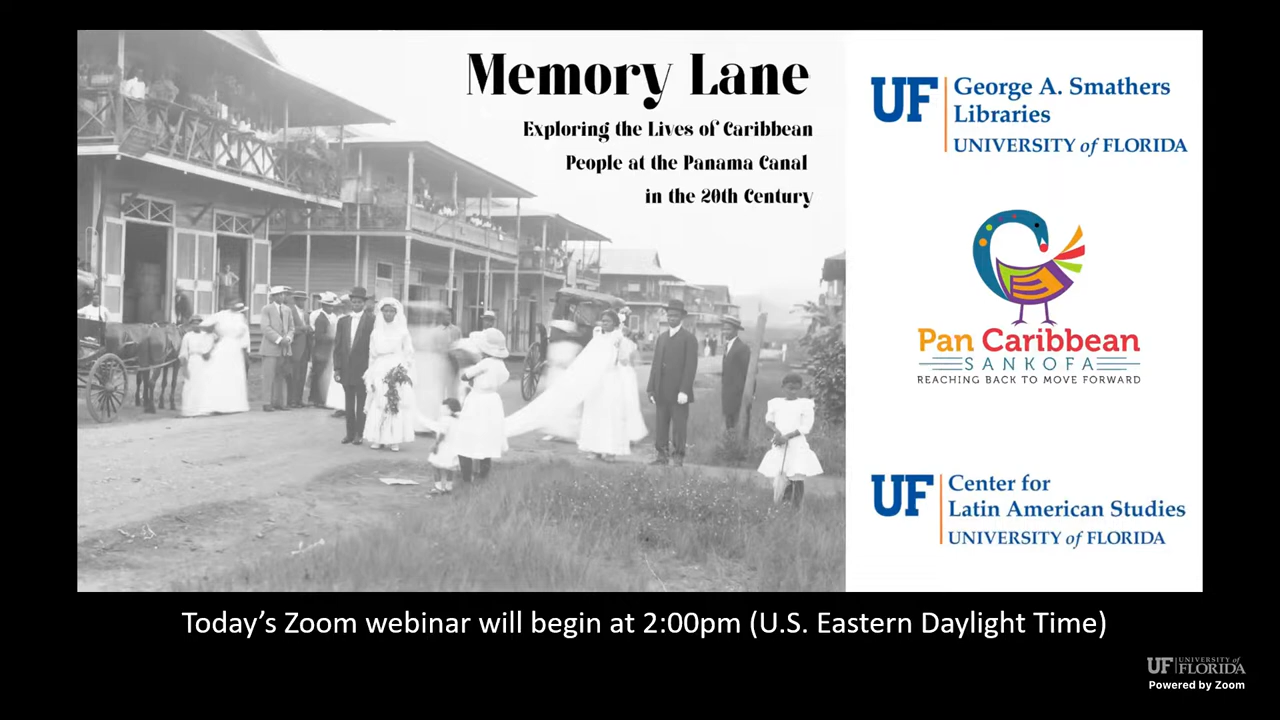 Memory Lane
Exploring the Lives of Caribbean
People at the Panama Canal
in the 20th Century
UF George A. Smathers
Libraries
UNIVERSITY of FLORIDA
Pan Caribbean
SANKOFA
REACHING BACK TO MOVE FORWARD
UF Center for
Latin American Studies
UNIVERSITY of FLORIDA
Today’s Zoom webinar will begin at 2:00pm (U.S. Eastern Daylight Time)
UF UNIVERSITY of
FLORIDA
Powered by Zoom